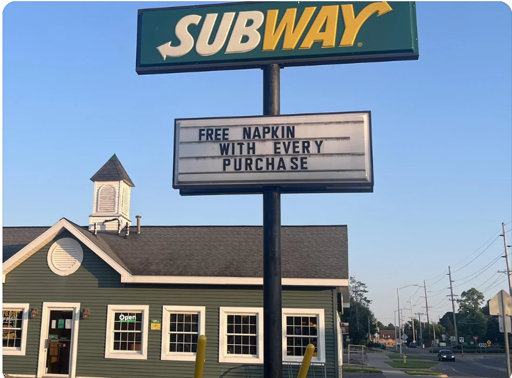 SUBWAY
FREE NAPKIN
WITH EVERY
PURCHASE
Open